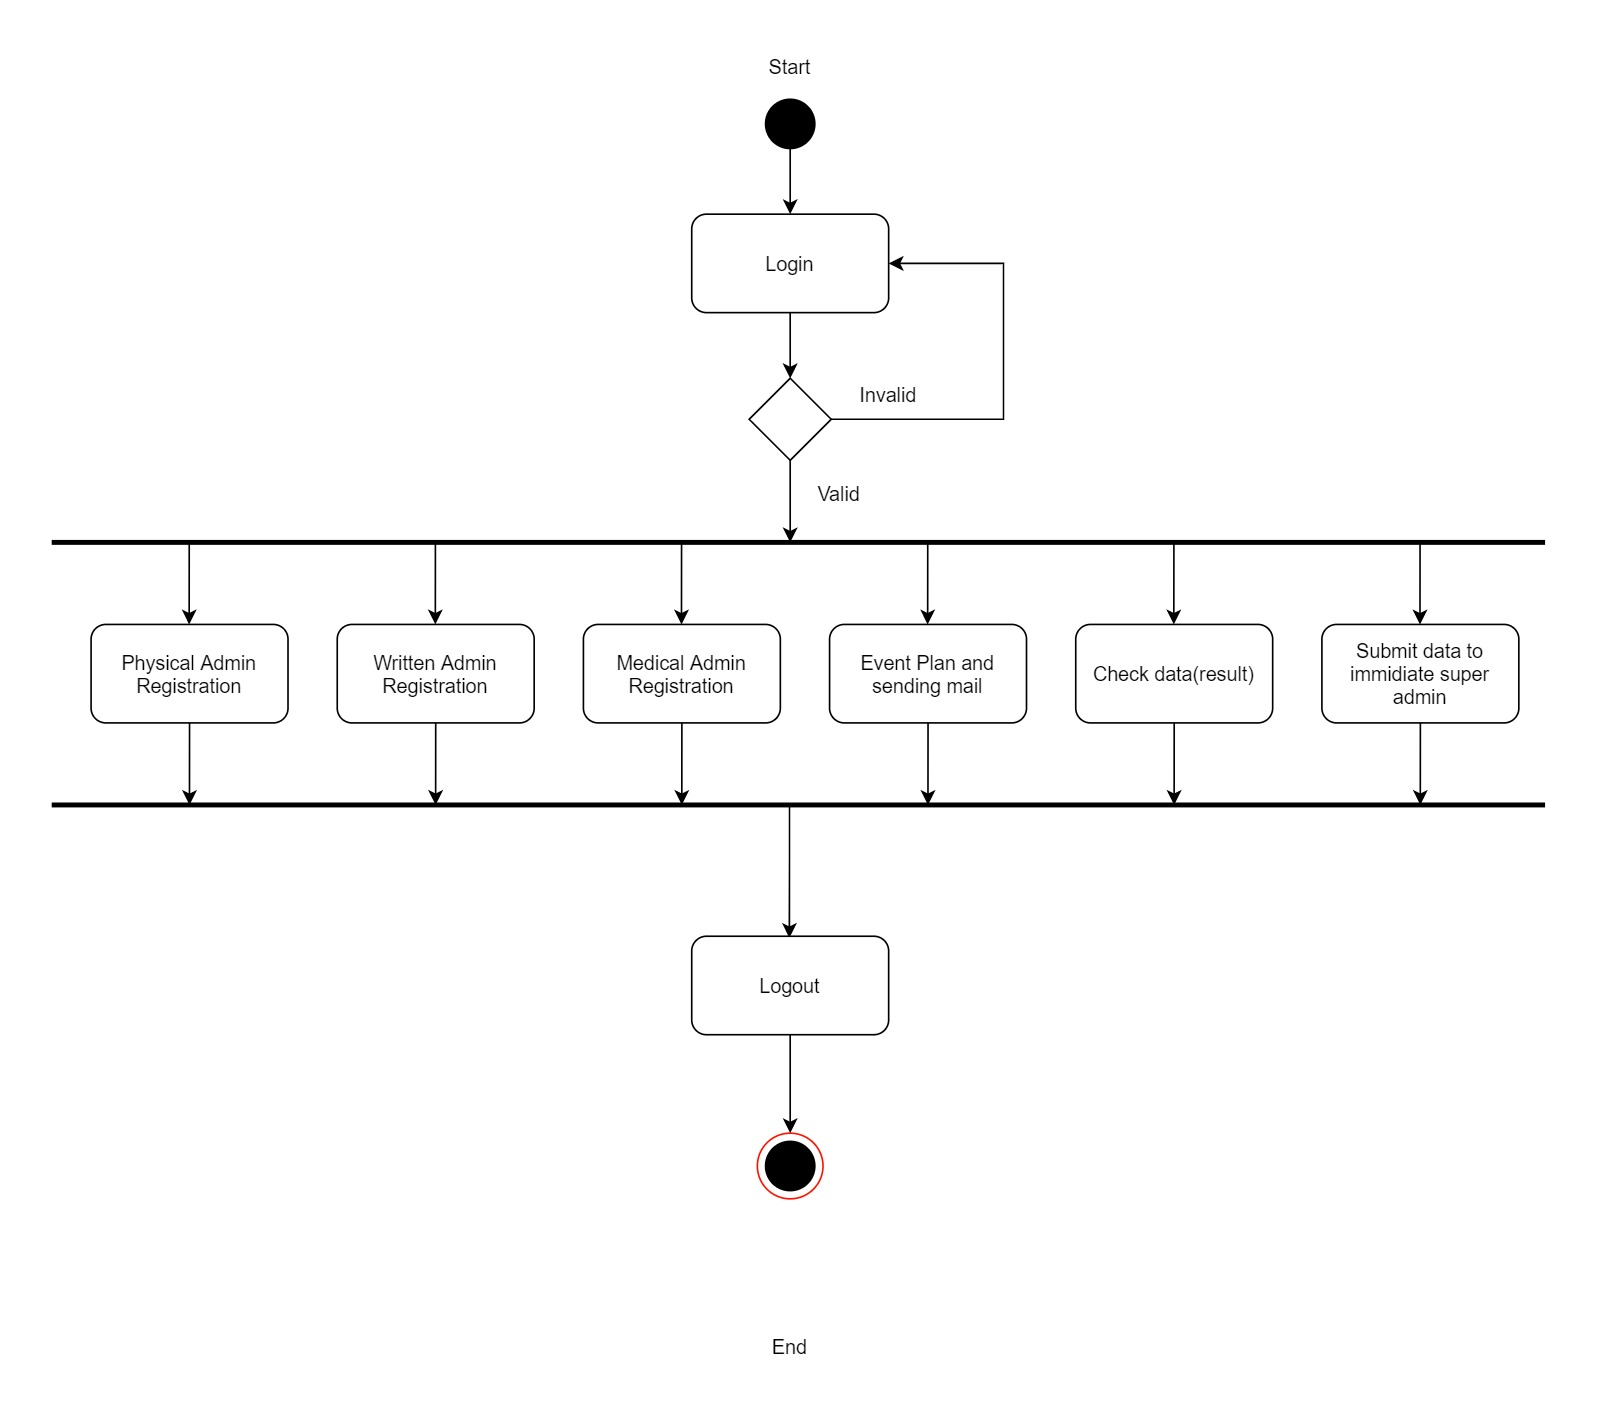 Start
Login
Invalid
Valid
Physical Admin
Registration
Written Admin
Registration
Medical Admin
Registration
Event Plan and
sending mail
Check data(result)
Submit data to
immidiate super
admin
Logout
End